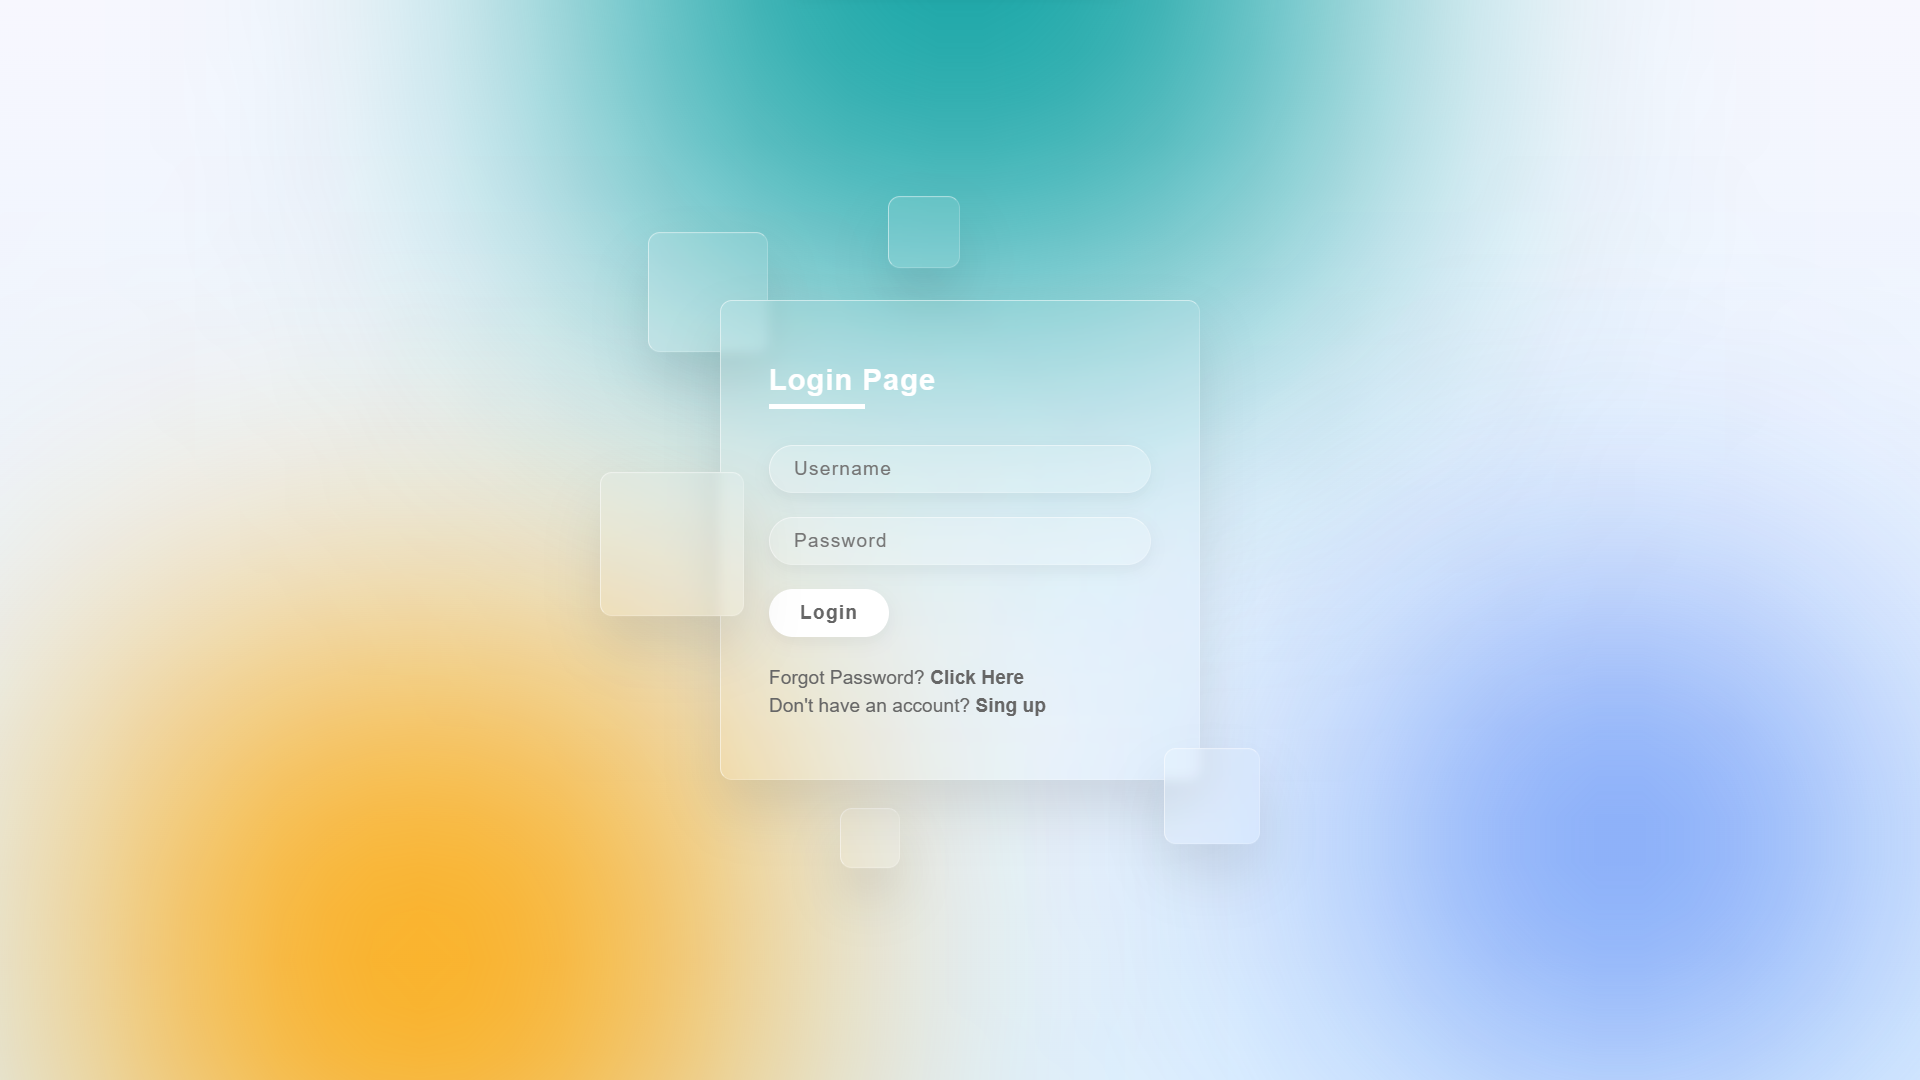 Login Page
Username
Password
Login
Forgot Password? Click Here
Don't have an account? Sing up